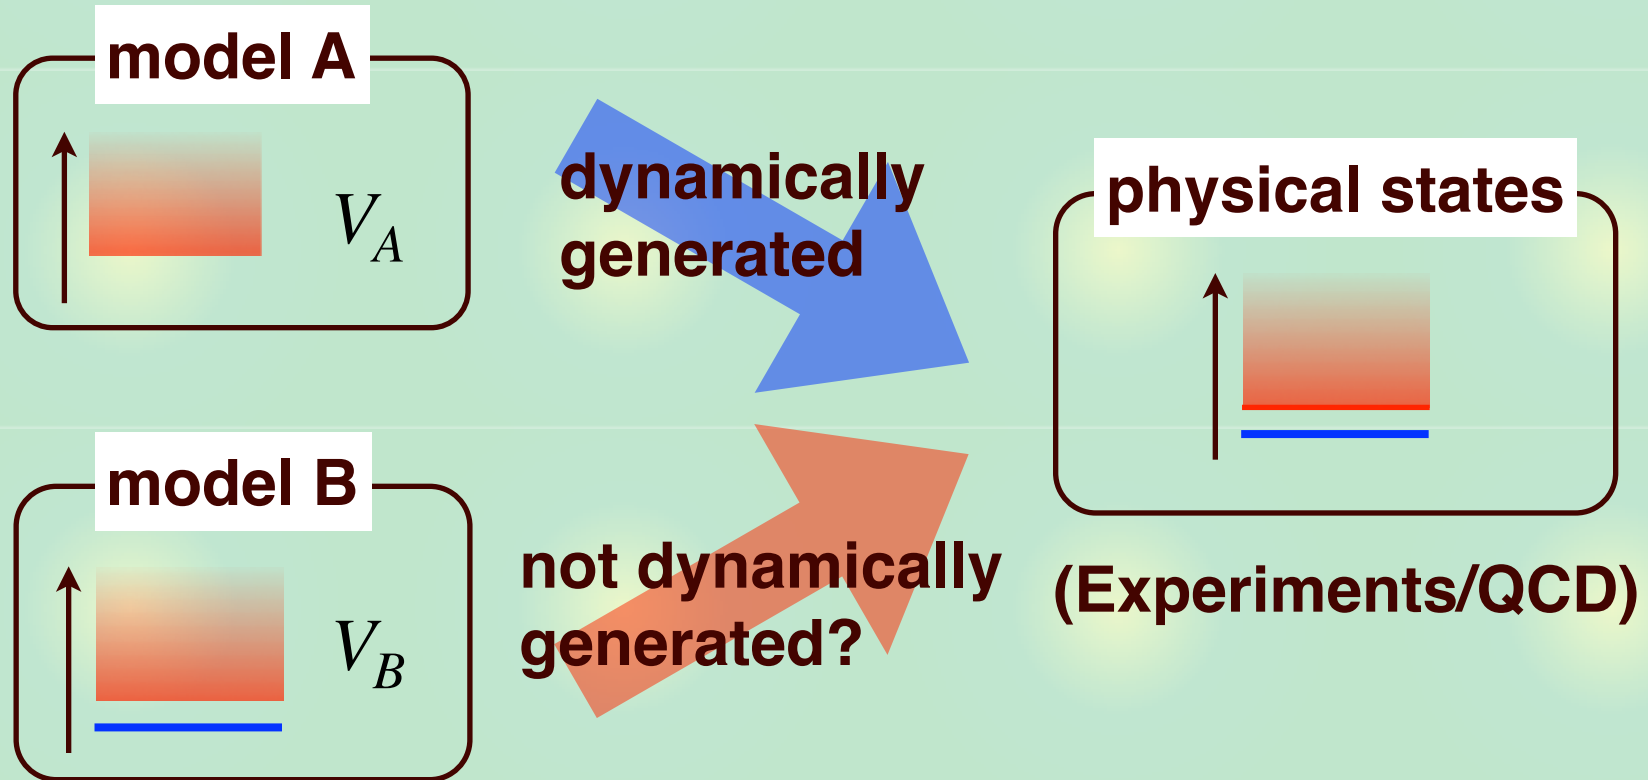 model A
V_A
dynamically
generated
physical states
model B
V_B
not dynamically
generated?
(Experiments/QCD)